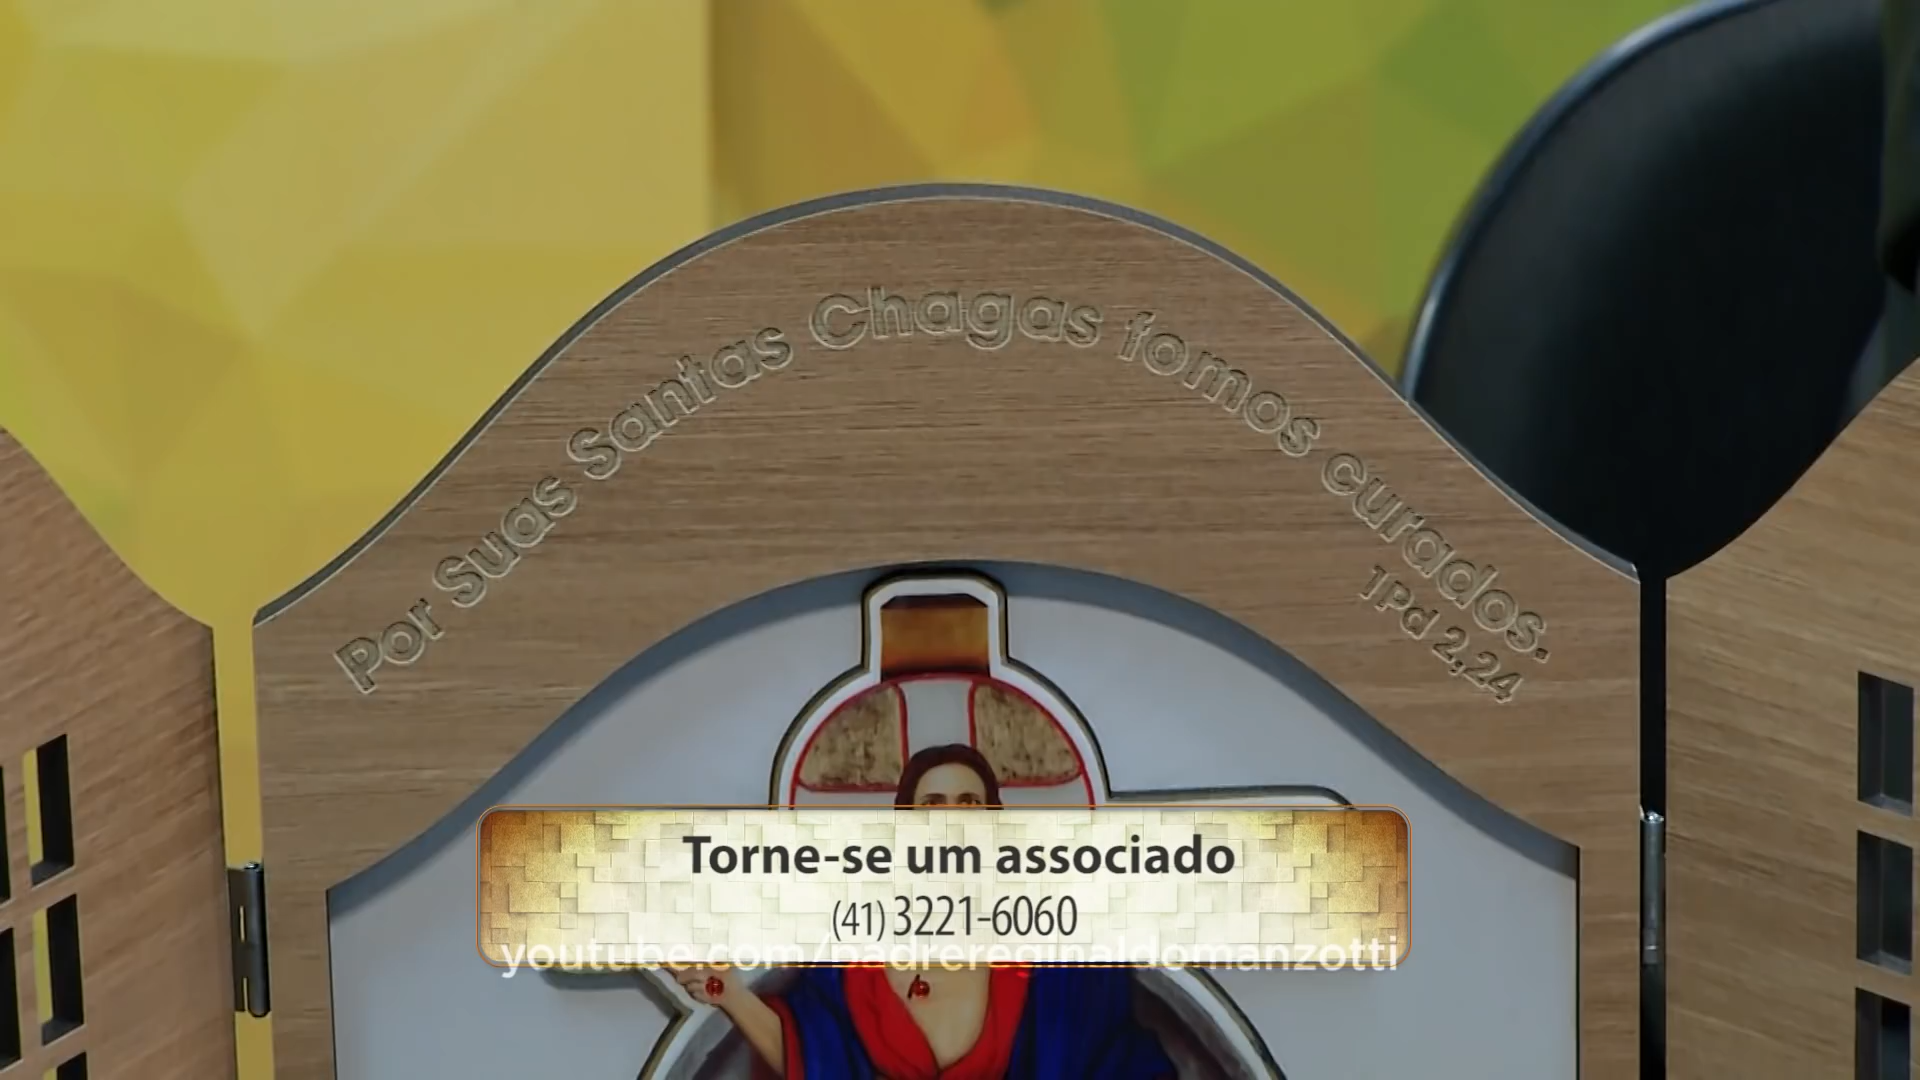 Por Suas Santas Chagas fomos curados.
1Pd 2,24
Torne-se um associado
(41) 3221-6060
youtube.com/padrereginaldomanzotti